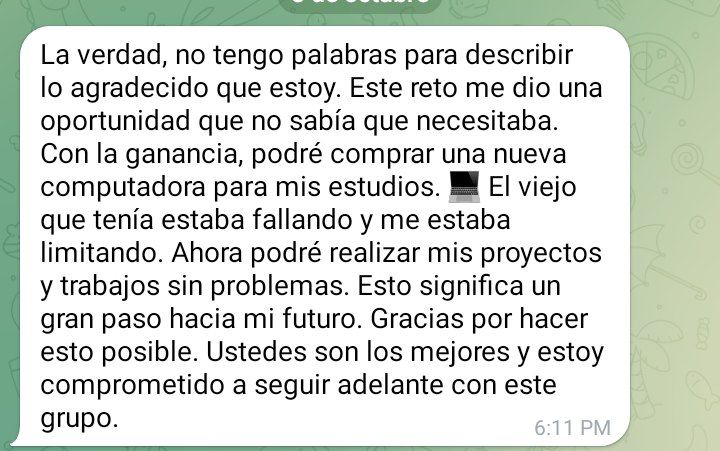 La verdad, no tengo palabras para describir
lo agradecido que estoy. Este reto me dio una
oportunidad que no sabía que necesitaba.
Con la ganancia, podré comprar una nueva
computadora para mis estudios. 💻 El viejo
que tenía estaba fallando y me estaba
limitando. Ahora podré realizar mis proyectos
y trabajos sin problemas. Esto significa un
gran paso hacia mi futuro. Gracias por hacer
esto posible. Ustedes son los mejores y estoy
comprometido a seguir adelante con este
grupo.
6:11 PM